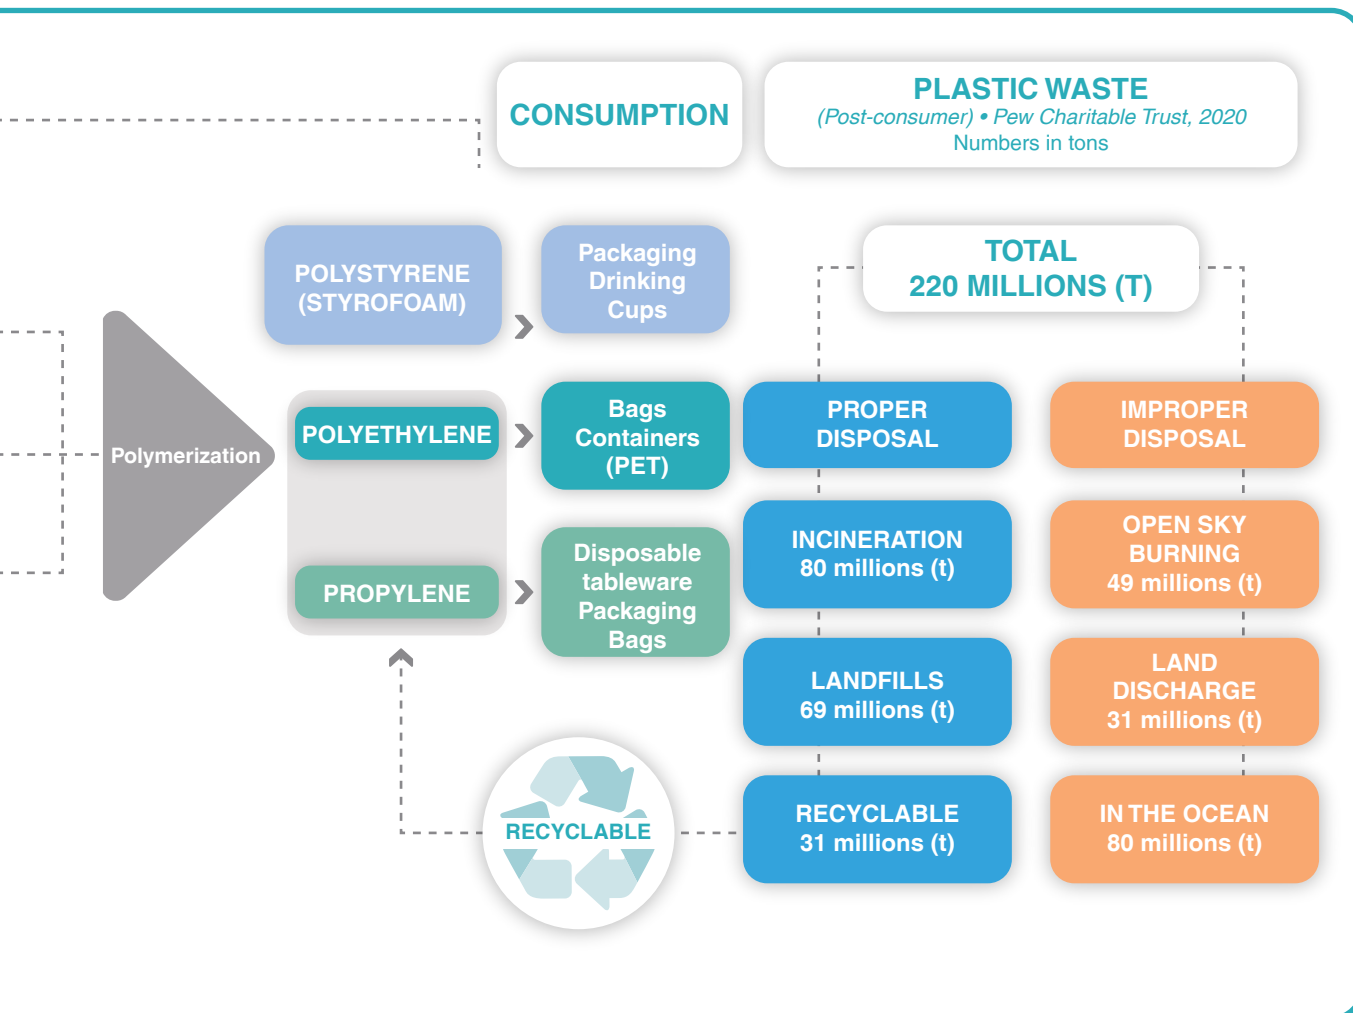 CONSUMPTION
PLASTIC WASTE
(Post-consumer) • Pew Charitable Trust, 2020
Numbers in tons
POLYSTYRENE
(STYROFOAM)
Packaging
Drinking
Cups
TOTAL
220 MILLIONS (T)
Polymerization
POLYETHYLENE
Bags
Containers
(PET)
PROPYLENE
Disposable
tableware
Packaging
Bags
PROPER
DISPOSAL
IMPROPER
DISPOSAL
INCINERATION
80 millions (t)
OPEN SKY
BURNING
49 millions (t)
LANDFILLS
69 millions (t)
LAND
DISCHARGE
31 millions (t)
RECYCLABLE
RECYCLABLE
31 millions (t)
IN THE OCEAN
80 millions (t)